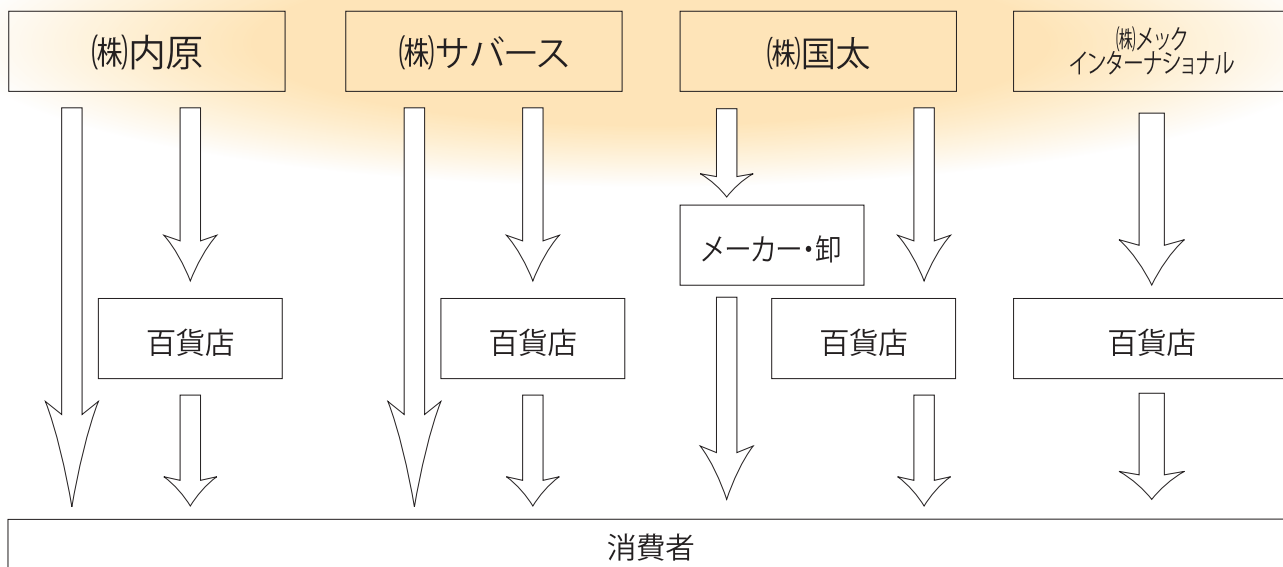 ㈱内原
㈱サバース
㈱国太
㈱メック
インターナショナル
メーカー・卸
百貨店
百貨店
百貨店
百貨店
消費者